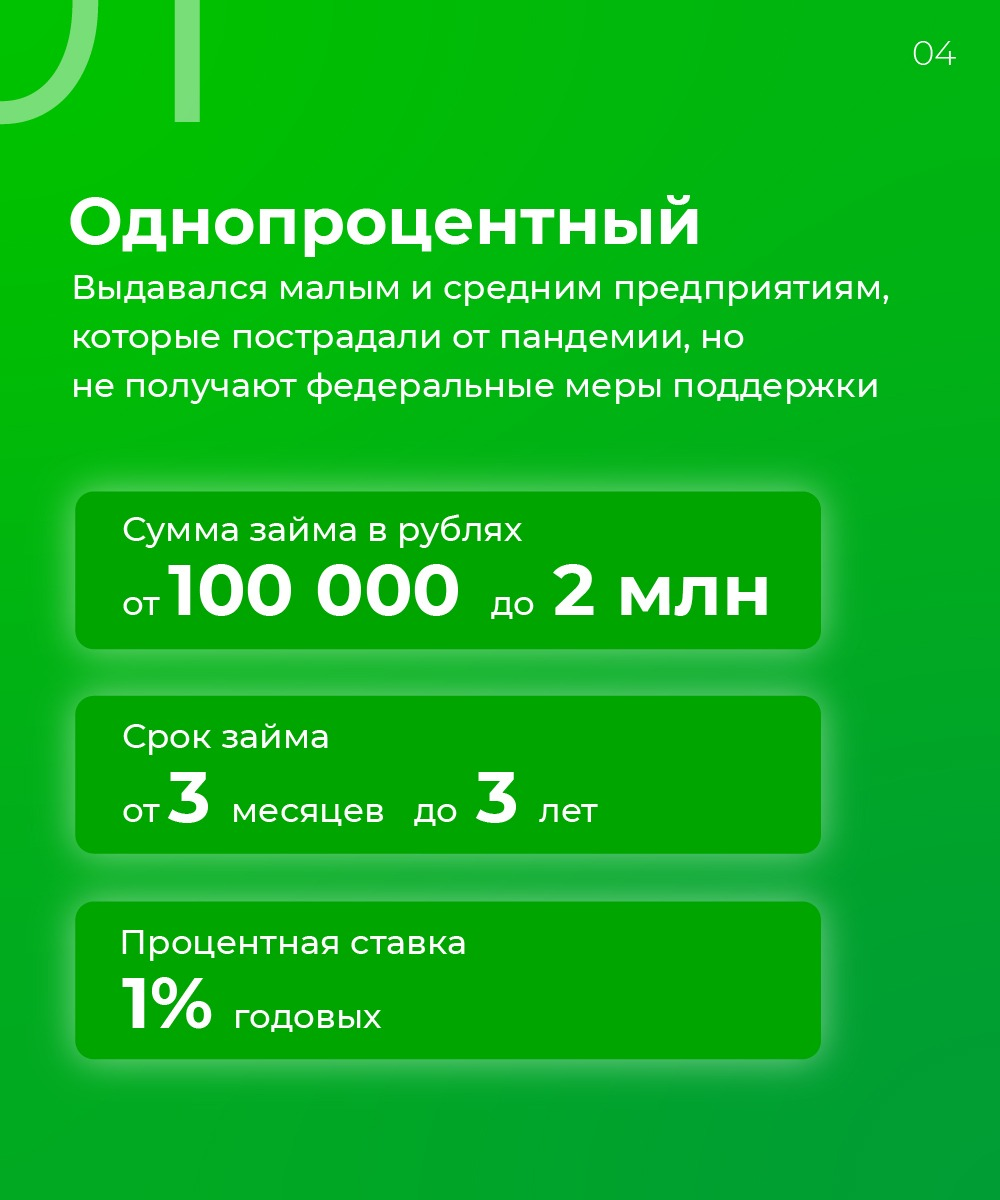 04
Однопроцентный
Выдавался малым и средним предприятиям,
которые пострадали от пандемии, но
не получают федеральные меры поддержки
Сумма займа в рублях
от 100 000 до 2 млн
Срок займа
от 3 месяцев до 3 лет
Процентная ставка
1% годовых